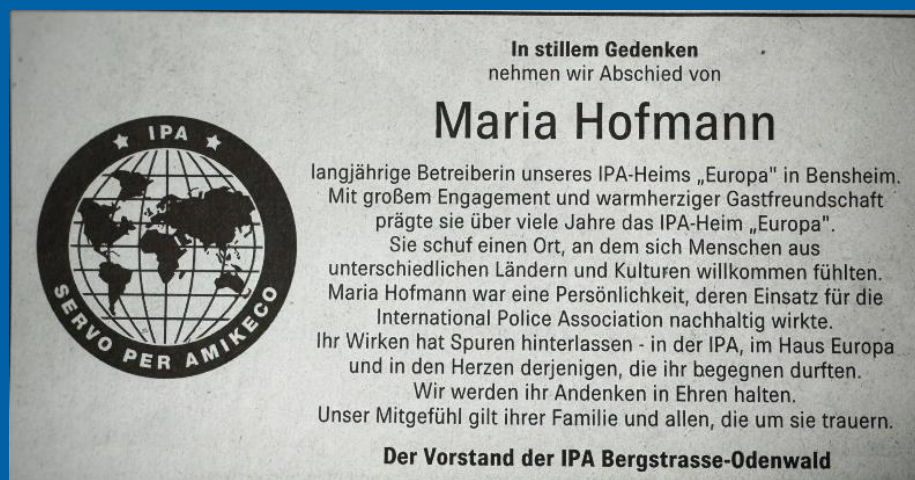 IPA
SERVO PER AMIKECO
In stillem Gedenken
nehmen wir Abschied von
Maria Hofmann
langjährige Betreiberin unseres IPA-Heims „Europa" in Bensheim.
Mit großem Engagement und warmherziger Gastfreundschaft
prägte sie über viele Jahre das IPA-Heim „Europa".
Sie schuf einen Ort, an dem sich Menschen aus
unterschiedlichen Ländern und Kulturen willkommen fühlten.
Maria Hofmann war eine Persönlichkeit, deren Einsatz für die
International Police Association nachhaltig wirkte.
Ihr Wirken hat Spuren hinterlassen - in der IPA, im Haus Europa
und in den Herzen derjenigen, die ihr begegnen durften.
Wir werden ihr Andenken in Ehren halten.
Unser Mitgefühl gilt ihrer Familie und allen, die um sie trauern.
Der Vorstand der IPA Bergstrasse-Odenwald